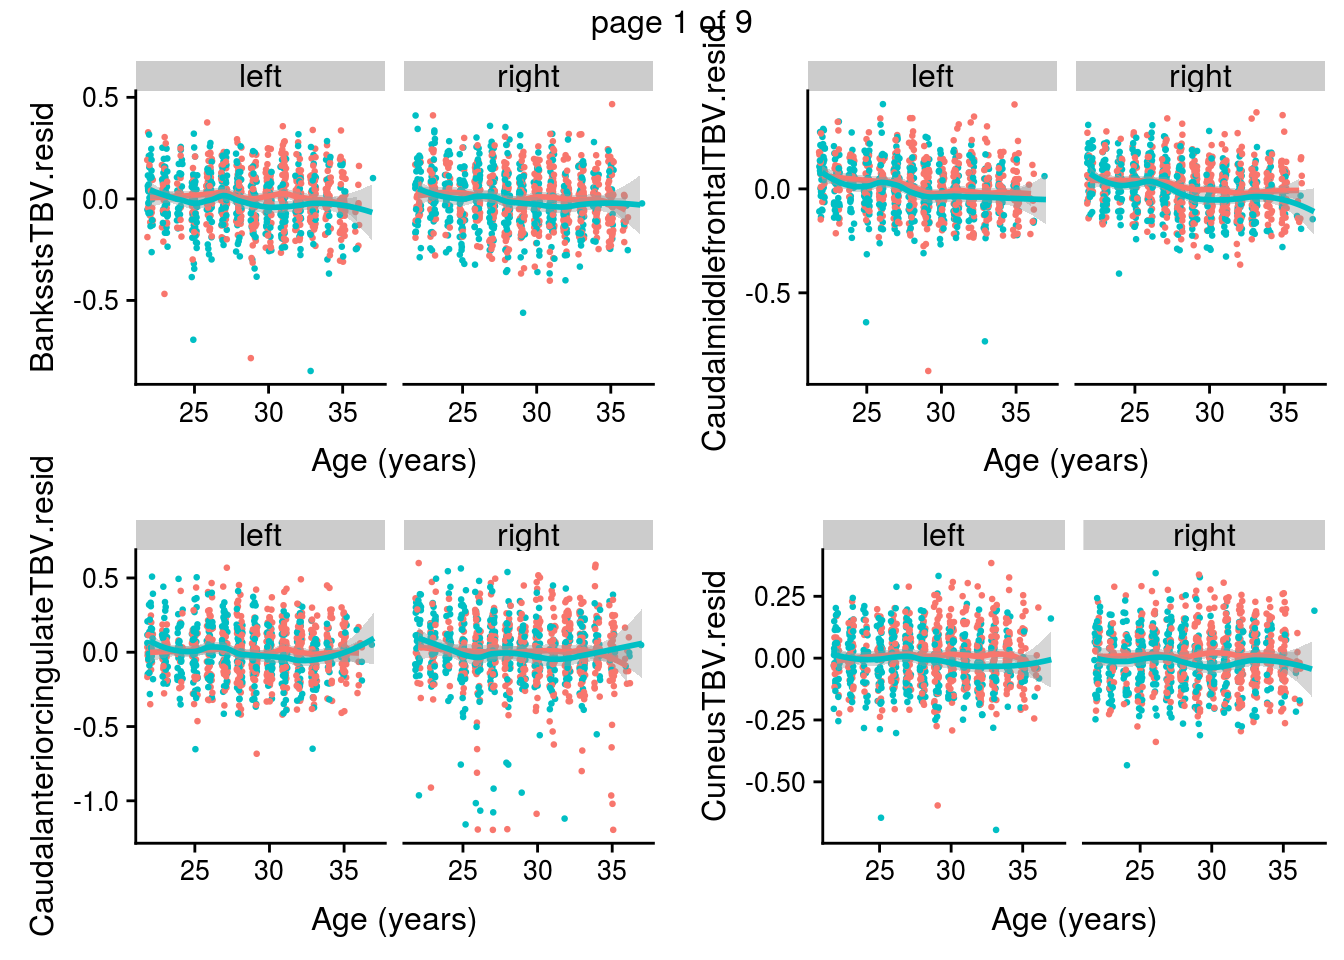 page 1 of 9
left right
BanksstsTBV.resid
0.5
0.0
-0.5
25 30 35 25 30 35
Age (years)
left right
CaudalmiddlefrontalTBV.resid
0.0
-0.5
25 30 35 25 30 35
Age (years)
left right
CaudalanteriorcingulateTBV.resid
0.5
0.0
-0.5
-1.0
25 30 35 25 30 35
Age (years)
left right
CuneusTBV.resid
0.25
0.00
-0.25
-0.50
25 30 35 25 30 35
Age (years)